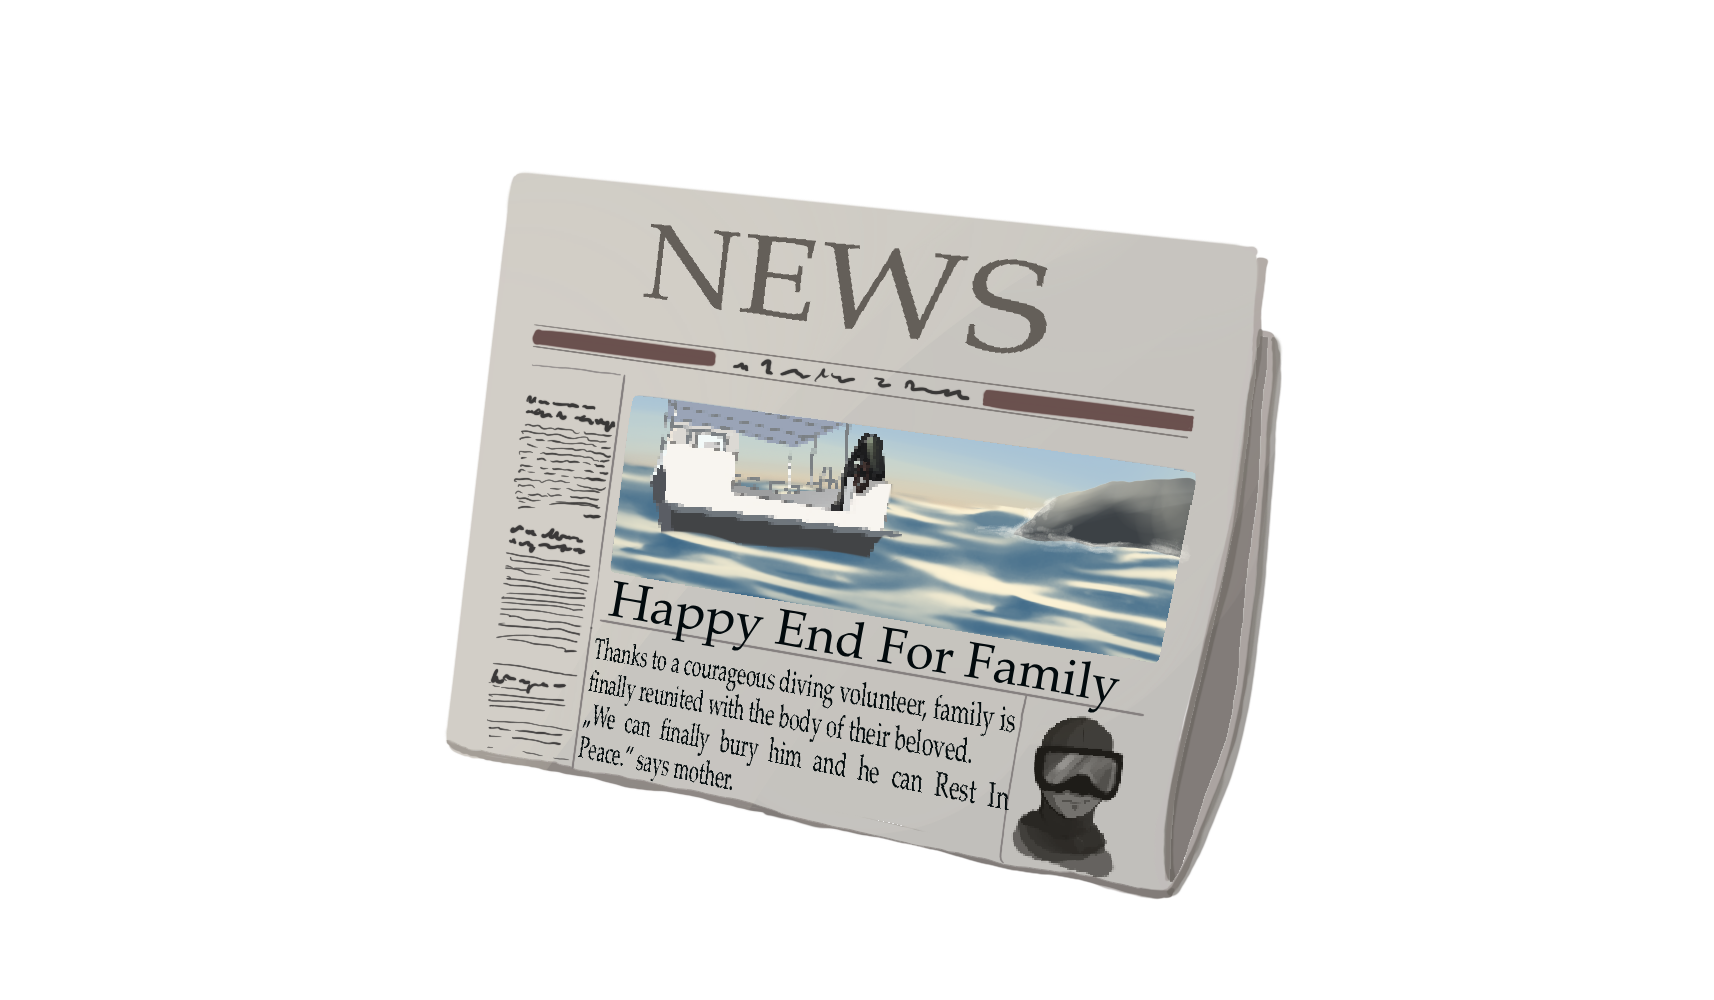 NEWS
Happy End For Family
Thanks to a courageous diving volunteer, family is
finally reunited with the body of their beloved.
„We can finally bury him and he can Rest In
Peace.” says mother.